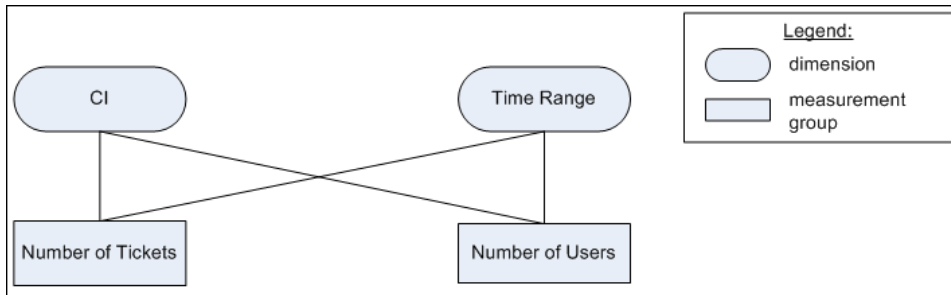 Legend:
CI
Time Range
dimension
measurement
group
Number of Tickets
Number of Users